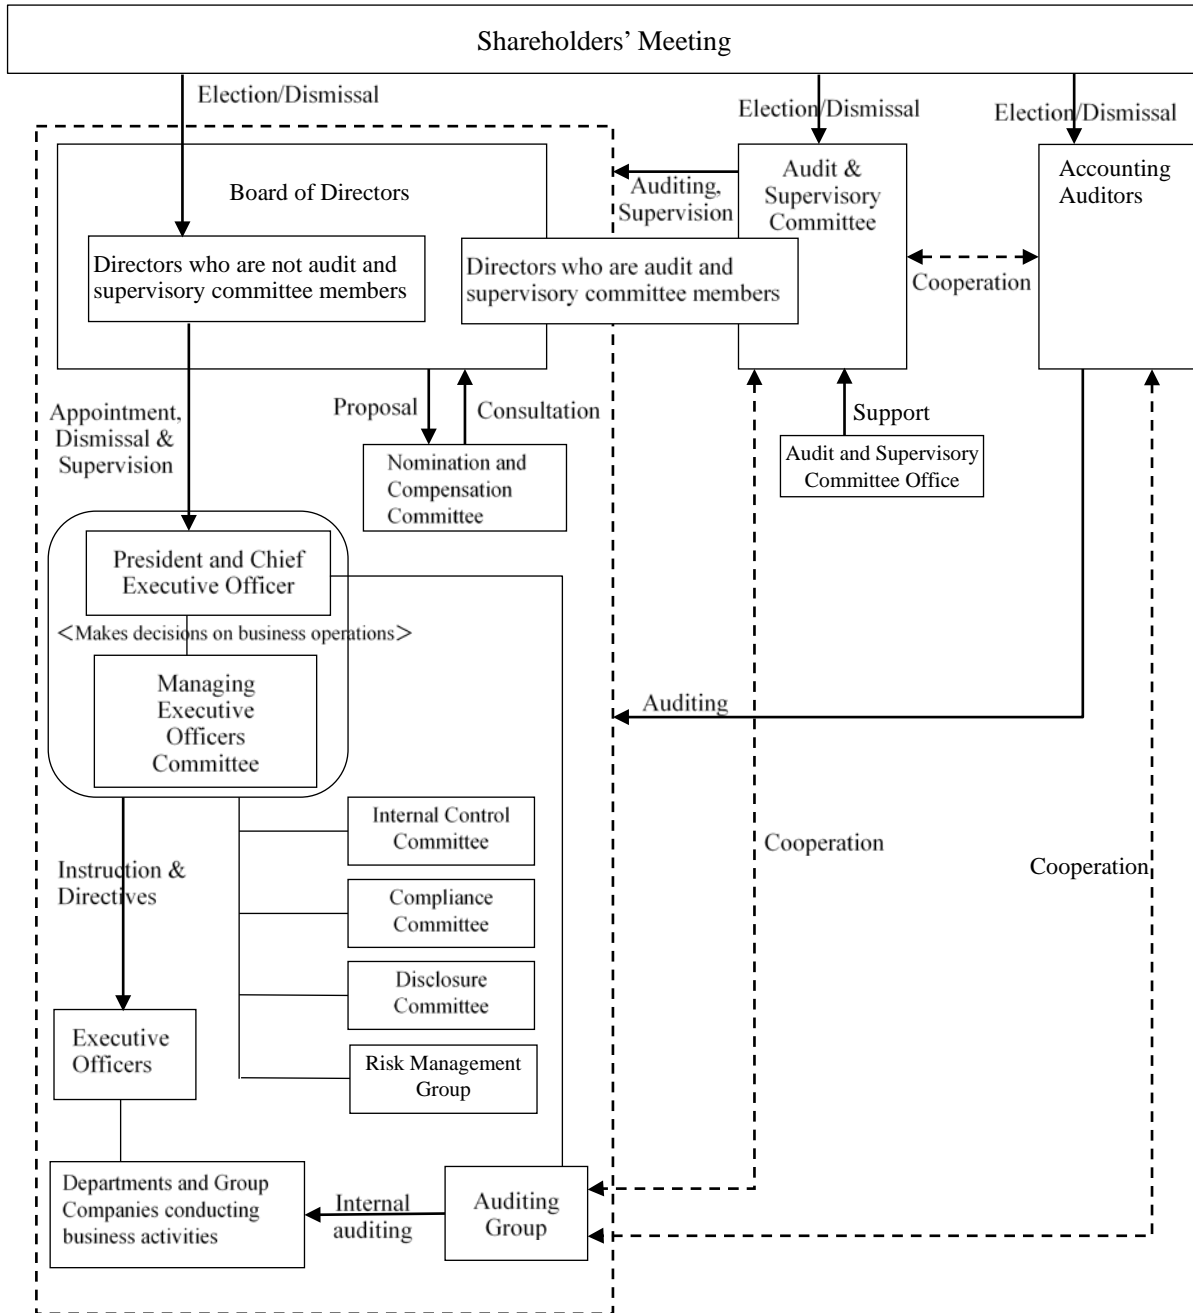 Shareholders' Meeting
Election/Dismissal
Election/Dismissal
Election/Dismissal
Board of Directors
Auditing,
Supervision
Audit &
Supervisory
Committee
Accounting
Auditors
Directors who are not audit and
supervisory committee members
Directors who are audit and
supervisory committee members
Cooperation
Appointment,
Dismissal &
Supervision
Proposal
Consultation
Support
Nomination and
Compensation
Committee
Audit and Supervisory
Committee Office
President and Chief
Executive Officer
<Makes decisions on business operations>
Managing
Executive
Officers
Committee
Auditing
Internal Control
Committee
Cooperation
Cooperation
Instruction &
Directives
Compliance
Committee
Disclosure
Committee
Executive
Officers
Risk Management
Group
Departments and Group
Companies conducting
business activities
Internal
auditing
Auditing
Group